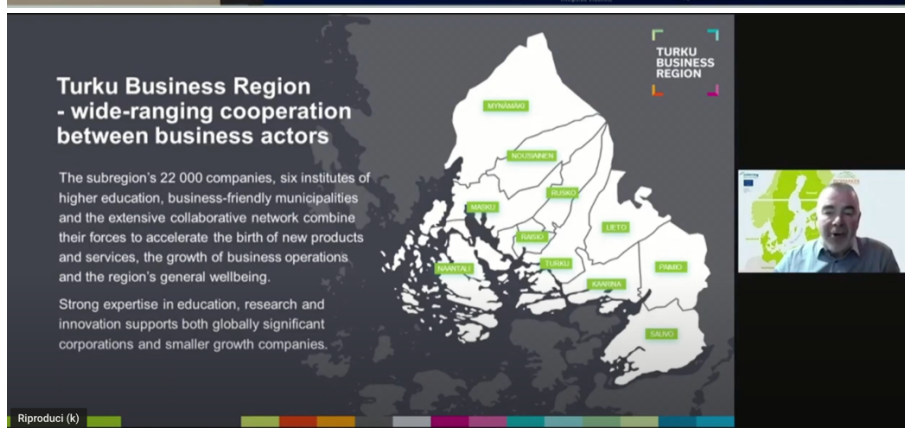 TURKU
BUSINESS
REGION
Turku Business Region
- wide-ranging cooperation
between business actors
The subregion's 22 000 companies, six institutes of
higher education, business-friendly municipalities
and the extensive collaborative network combine
their forces to accelerate the birth of new products
and services, the growth of business operations
and the region's general wellbeing.
Strong expertise in education, research and
innovation supports both globally significant
corporations and smaller growth companies.
MYNÄMÄKI
NOUSIAINEN
RUSKO
MASKU
LIETO
RAISIO
TURKU
NAANTALI
PAIMIO
KAARINA
SAUVO
Riproduci (k)